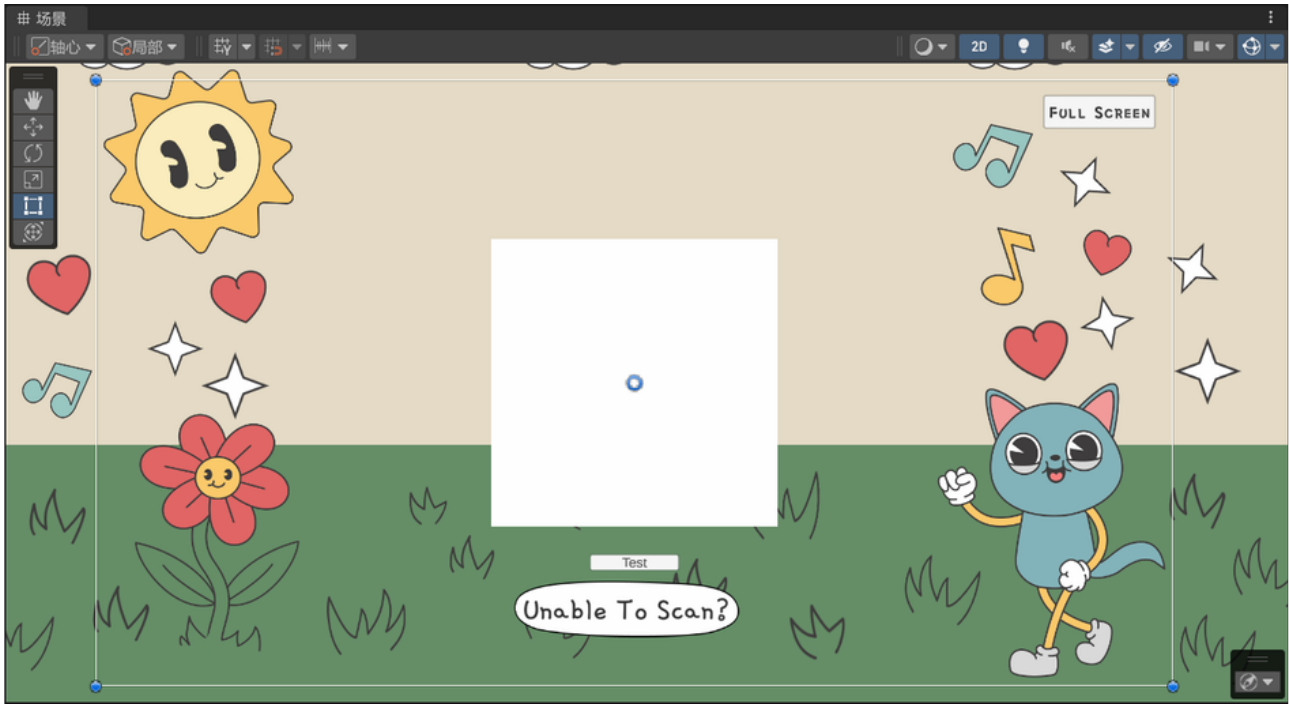 场景
轴心
局部
2D
Full Screen
Test
Unable To Scan?